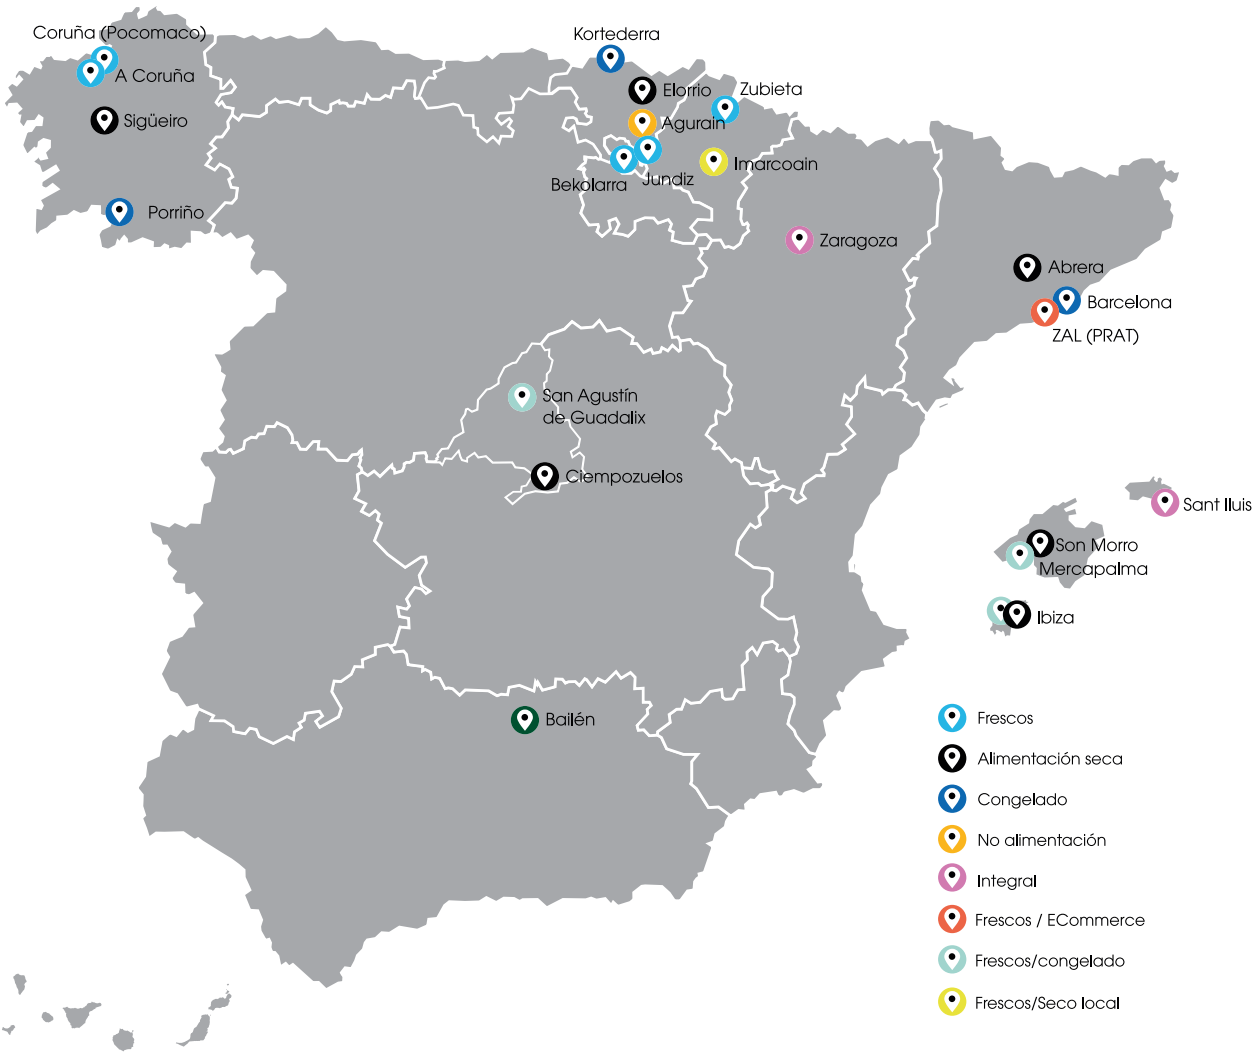 Coruña (Pocomaco)
A Coruña
Sigüeiro
Porriño
Kortederra
Elorrio
Zubieta
Agurain
Jundiz
Bekolarra
Imarcoain
Zaragoza
Abrera
Barcelona
ZAL (PRAT)
San Agustín
de Guadalix
Ciempozuelos
Sant lluis
Son Morro
Mercapalma
Ibiza
Bailén
Frescos
Alimentación seca
Congelado
No alimentación
Integral
Frescos / ECommerce
Frescos/congelado
Frescos/Seco local